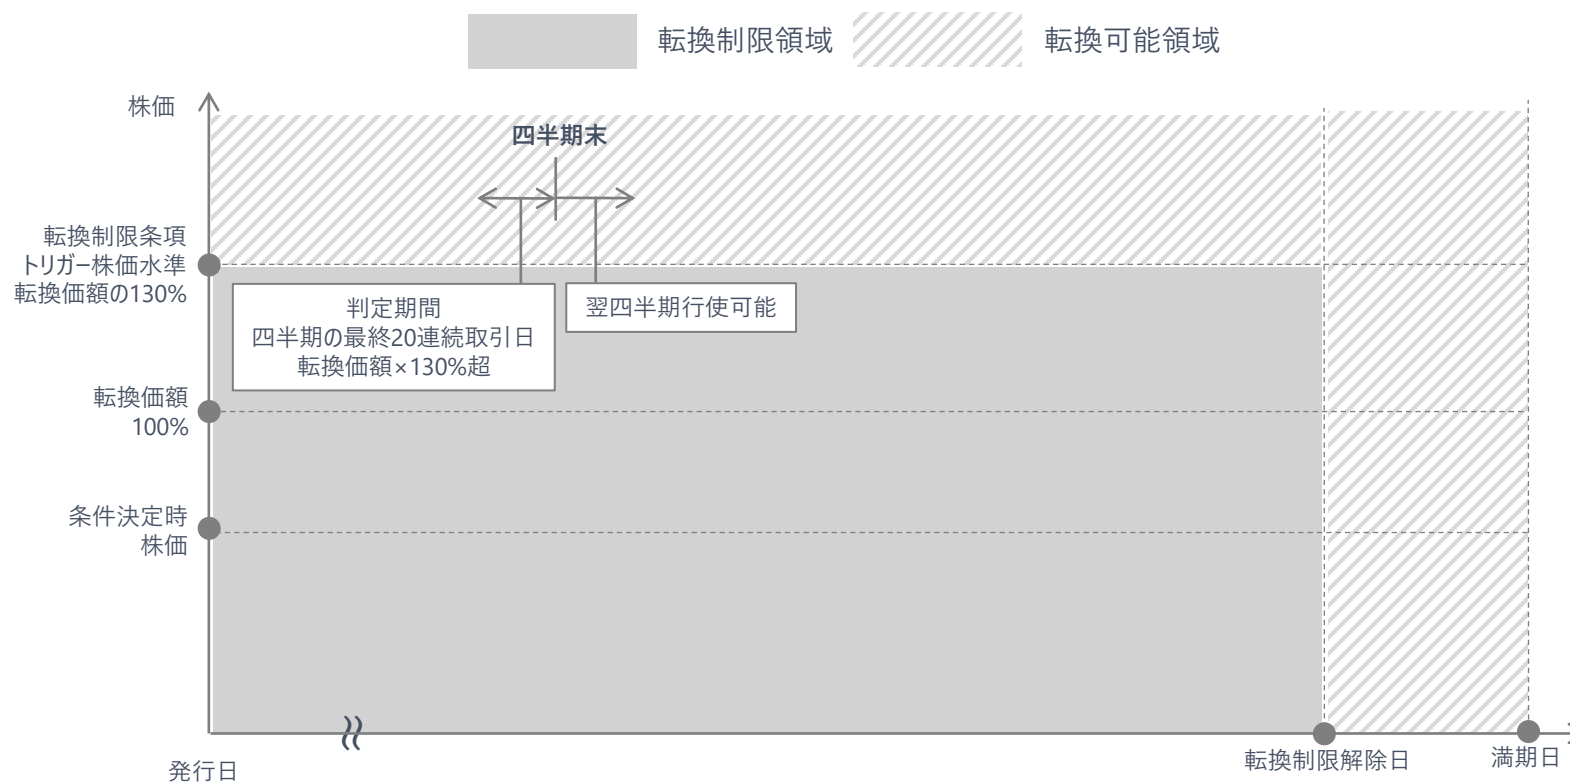 転換制限領域
転換可能領域
株価
四半期末
転換制限条項
トリガー株価水準
転換価額の130%
判定期間
四半期の最終20連続取引日
転換価額×130%超
翌四半期行使可能
転換価額
100%
条件決定時
株価
発行日
転換制限解除日
満期日